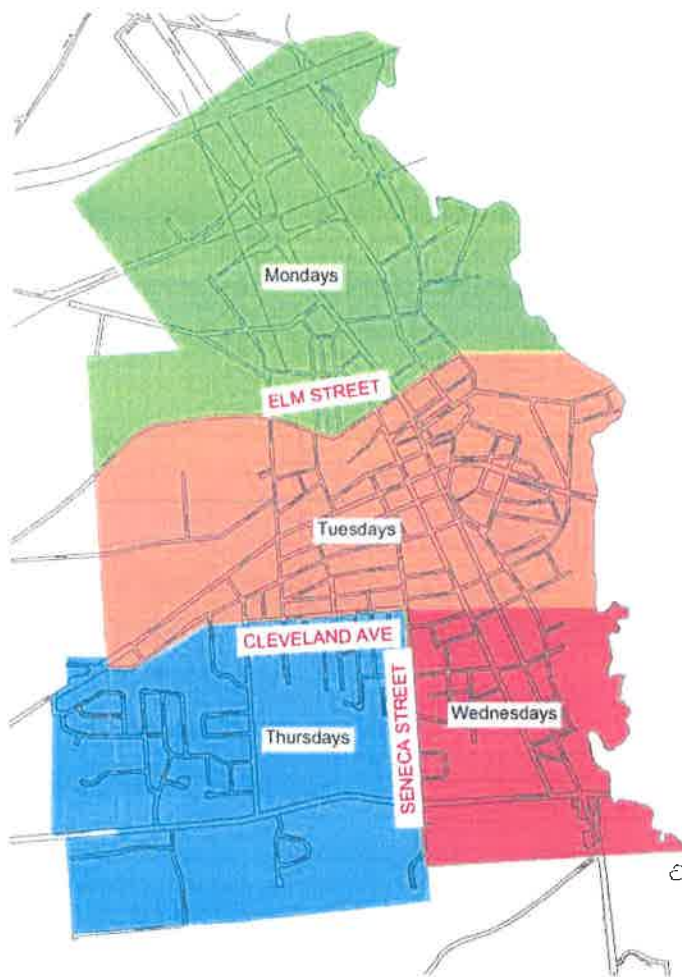 Mondays
ELM STREET
Tuesdays
CLEVELAND AVE
SENECA STREET
Wednesdays
Thursdays